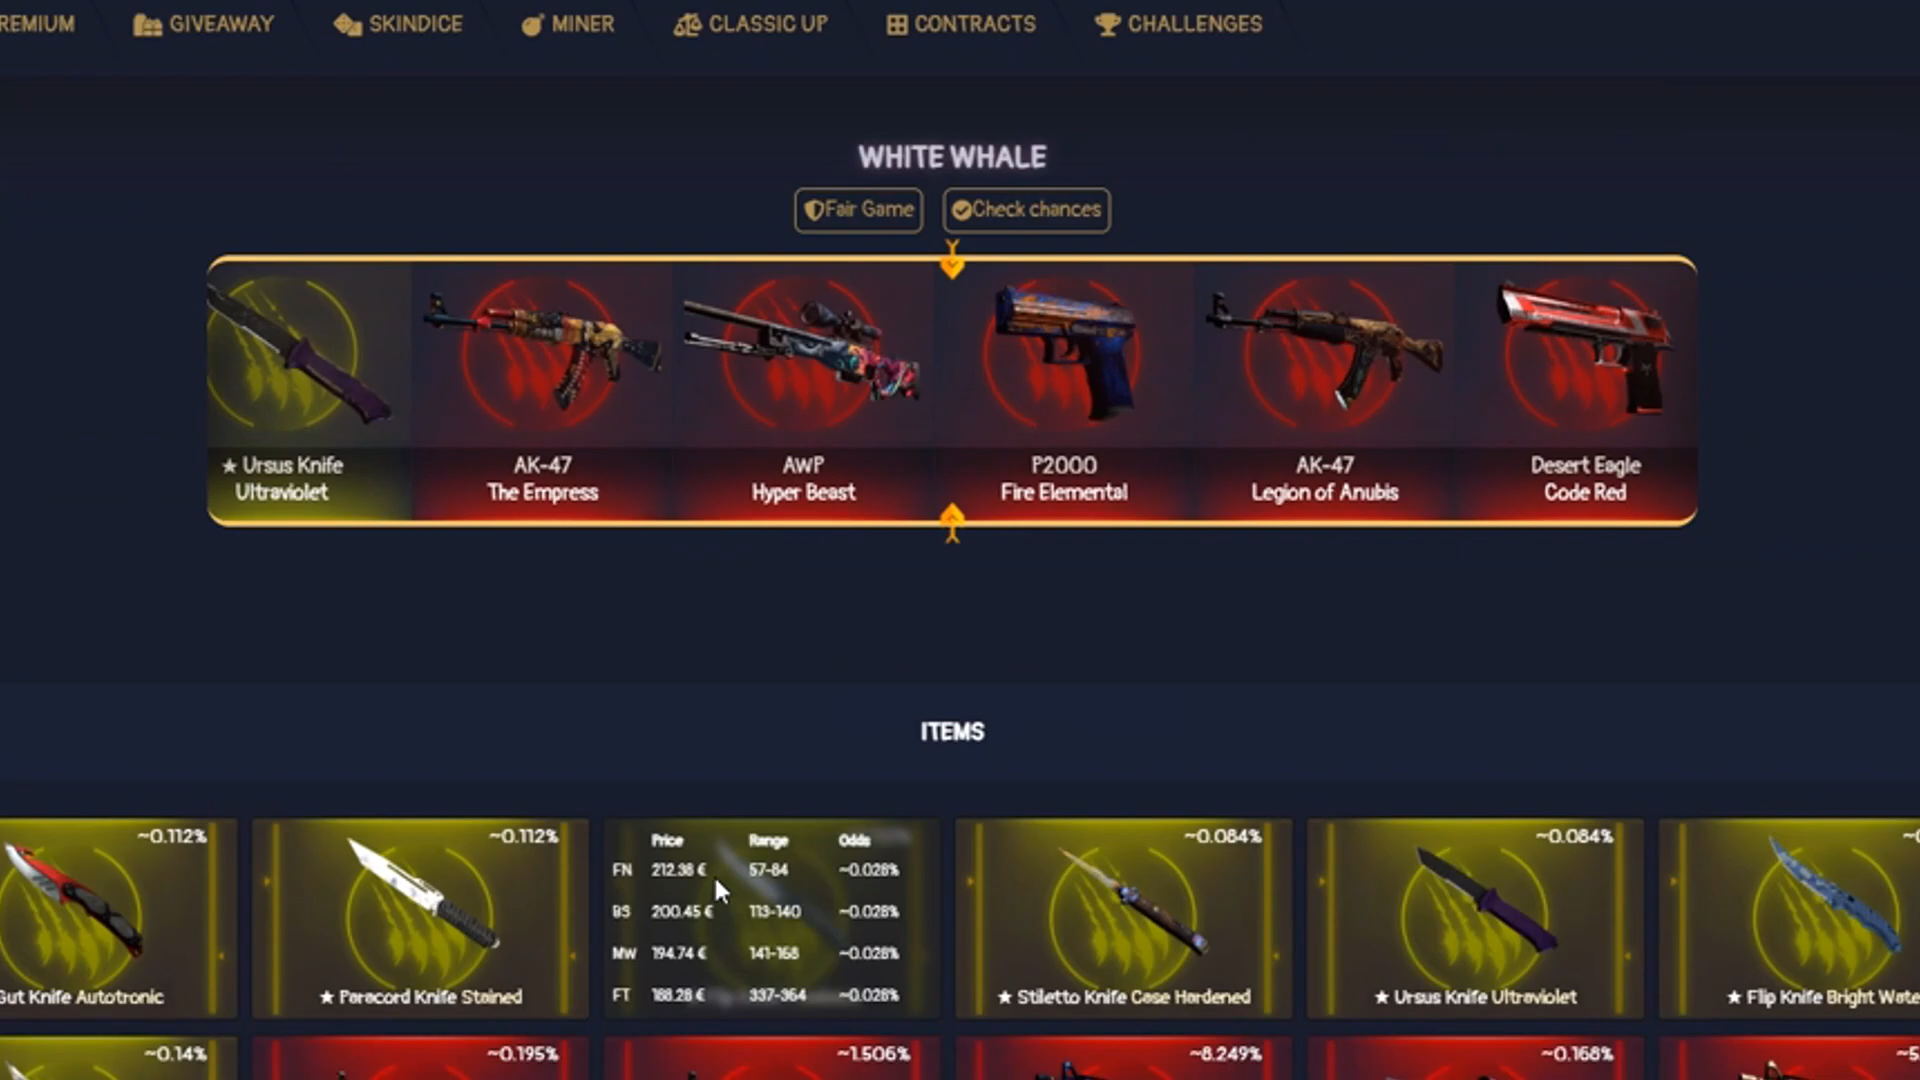 REMIUM
GIVEAWAY
SKINDICE
MINER
CLASSIC UP
CONTRACTS
CHALLENGES
WHITE WHALE
Fair Game
Check chances
★ Ursus Knife
Ultraviolet
AK-47
The Empress
AWP
Hyper Beast
P2000
Fire Elemental
AK-47
Legion of Anubis
Desert Eagle
Code Red
ITEMS
~0.112%
Gut Knife Autotronic
~0.112%
★ Paracord Knife Stained
Price Range Odds
FN 212.38 € 57-84 ~0.028%
BS 200.45 € 113-140 ~0.028%
MW 194.74 € 141-168 ~0.028%
FT 188.28 € 337-364 ~0.028%
~0.084%
★ Stiletto Knife Case Hardened
~0.084%
★ Ursus Knife Ultraviolet
★ Flip Knife Bright Wate
~0.14%
~0.195%
~1.506%
~8.249%
~0.168%
~5